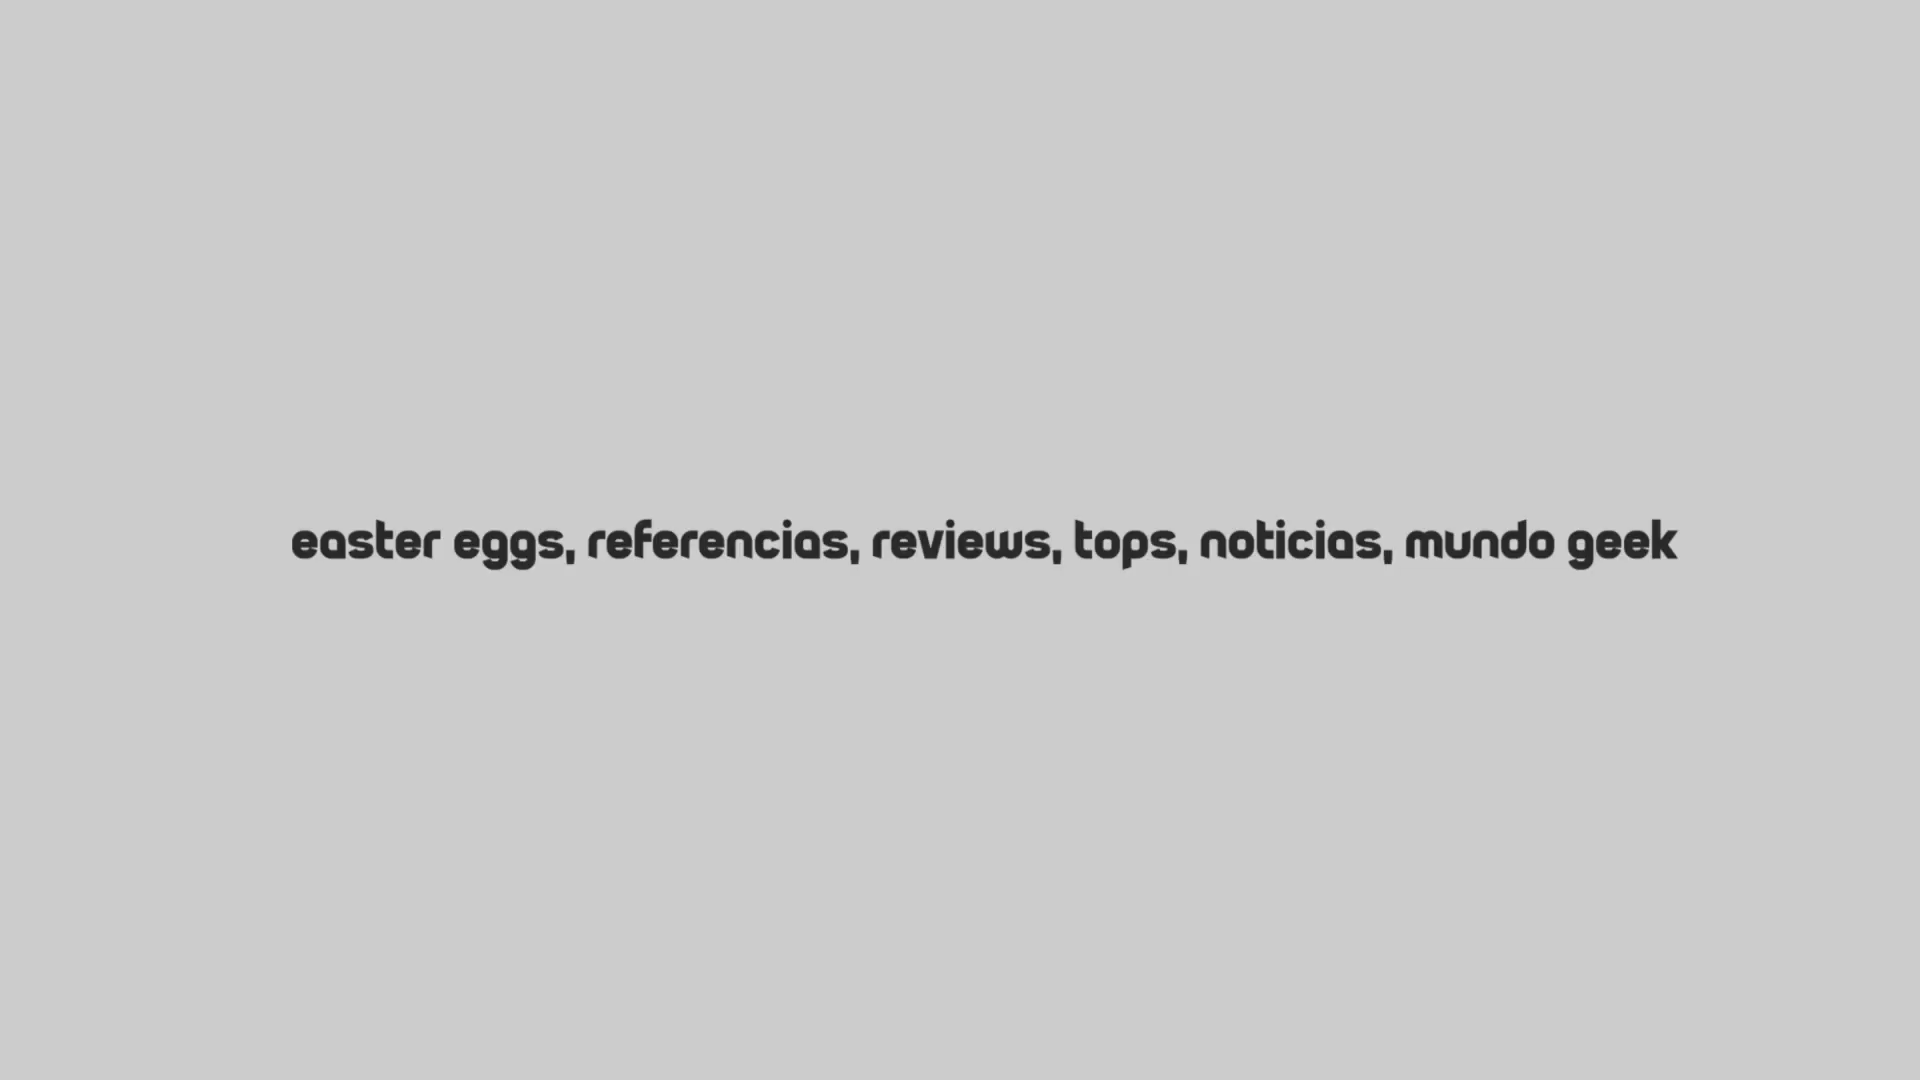 easter eggs, referencias, reviews, tops, noticias, mundo geek